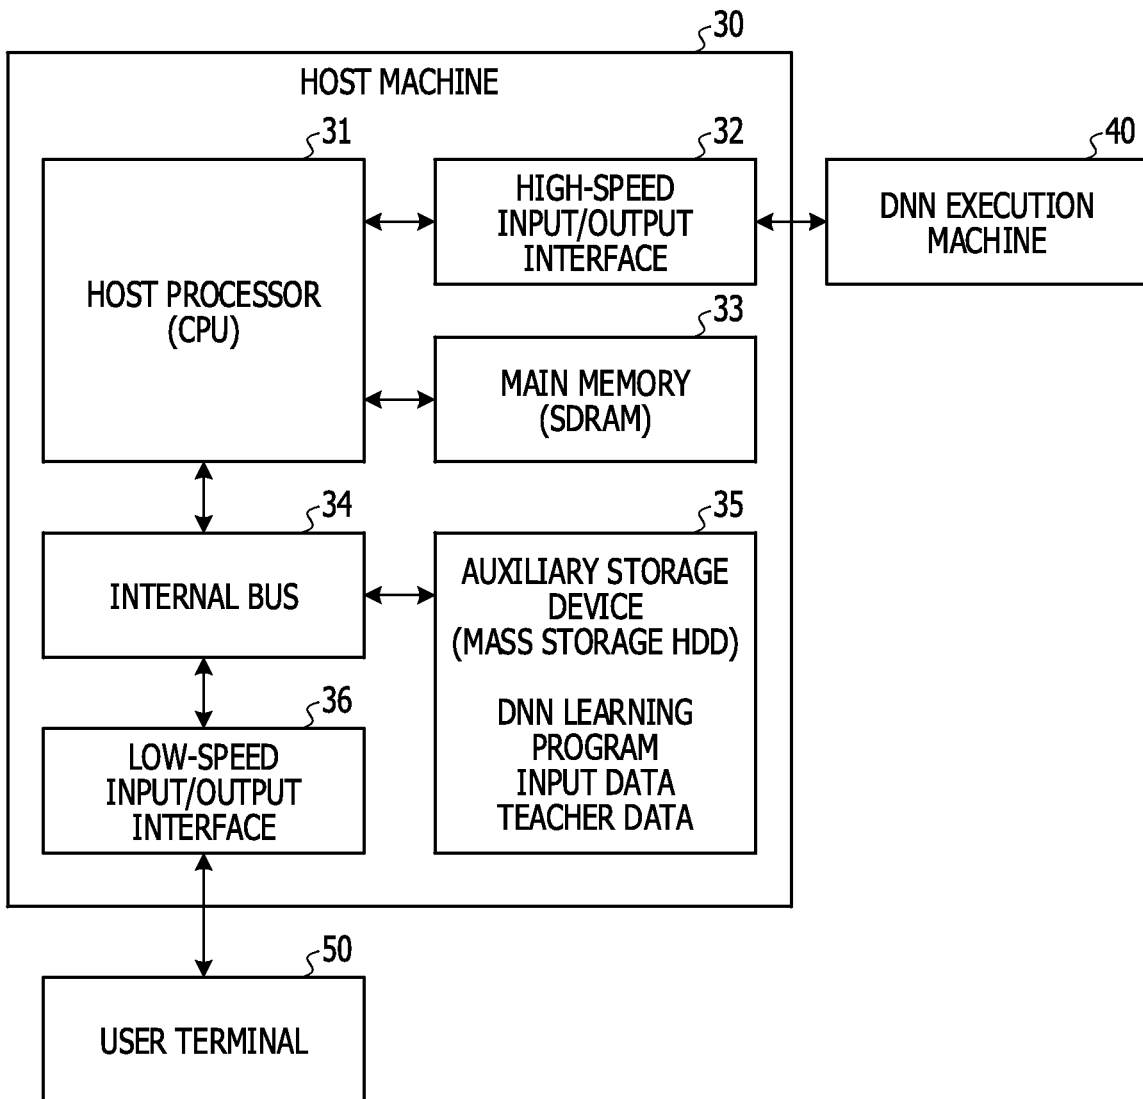 30
HOST MACHINE
31
HOST PROCESSOR
(CPU)
32
HIGH-SPEED
INPUT/OUTPUT
INTERFACE
40
DNN EXECUTION
MACHINE
33
MAIN MEMORY
(SDRAM)
34
INTERNAL BUS
35
AUXILIARY STORAGE
DEVICE
(MASS STORAGE HDD)
DNN LEARNING
PROGRAM
INPUT DATA
TEACHER DATA
36
LOW-SPEED
INPUT/OUTPUT
INTERFACE
50
USER TERMINAL